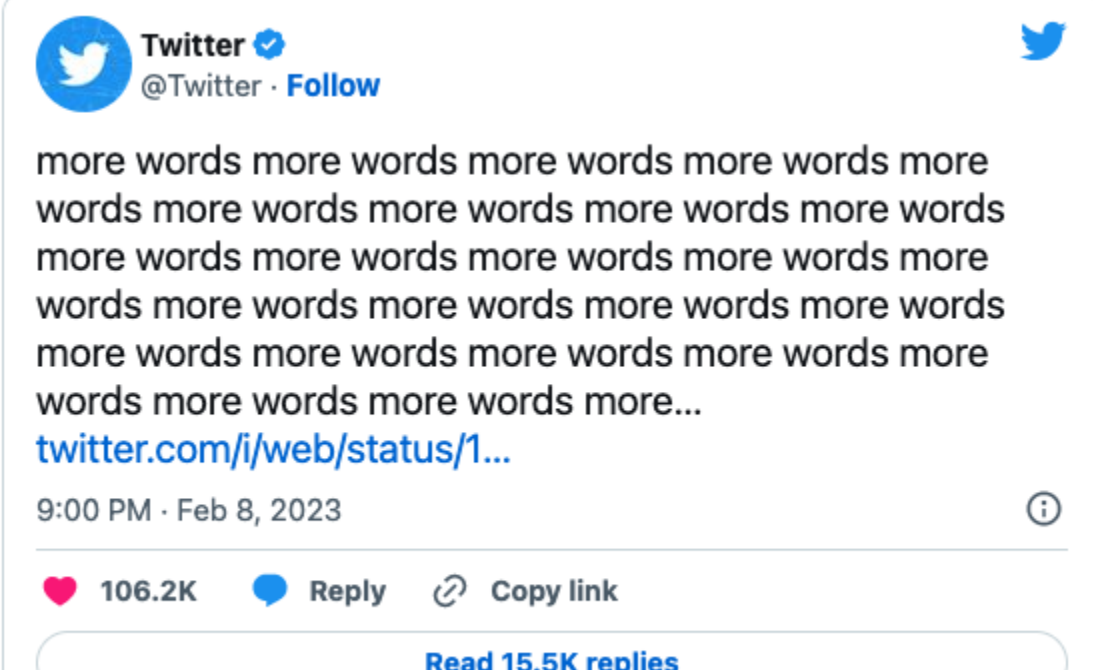 Twitter
@Twitter · Follow
more words more words more words more words more
words more words more words more words more words
more words more words more words more words more
words more words more words more words more words
more words more words more words more words more
words more words more words more...
twitter.com/i/web/status/1...
9:00 PM · Feb 8, 2023
106.2K Reply Copy link
Read 15.5K replies